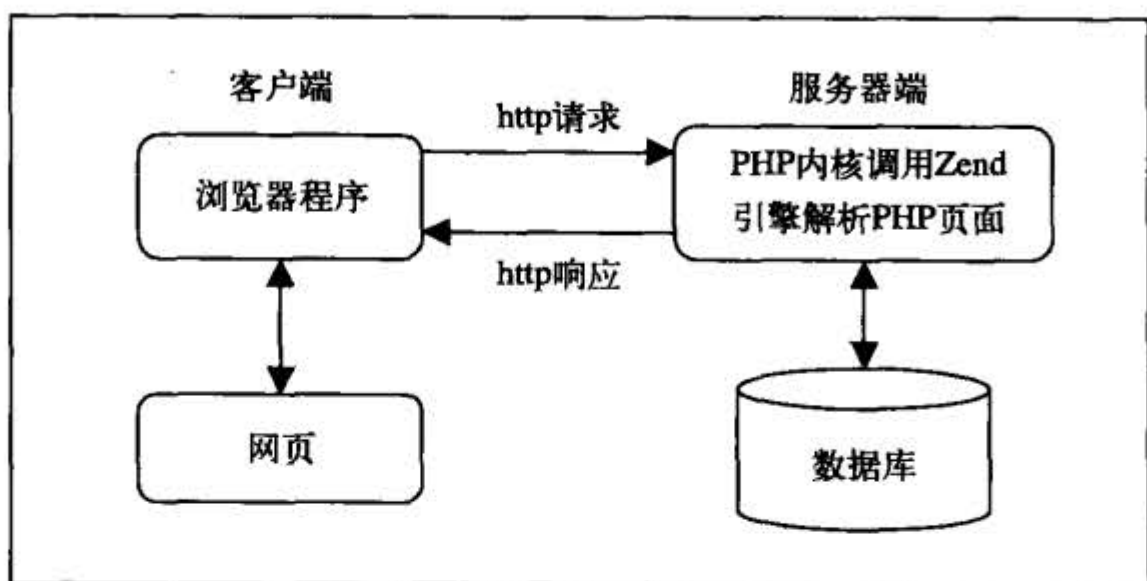 客户端
服务器端
http请求
浏览器程序
PHP内核调用Zend
引擎解析PHP页面
http响应
网页
数据库